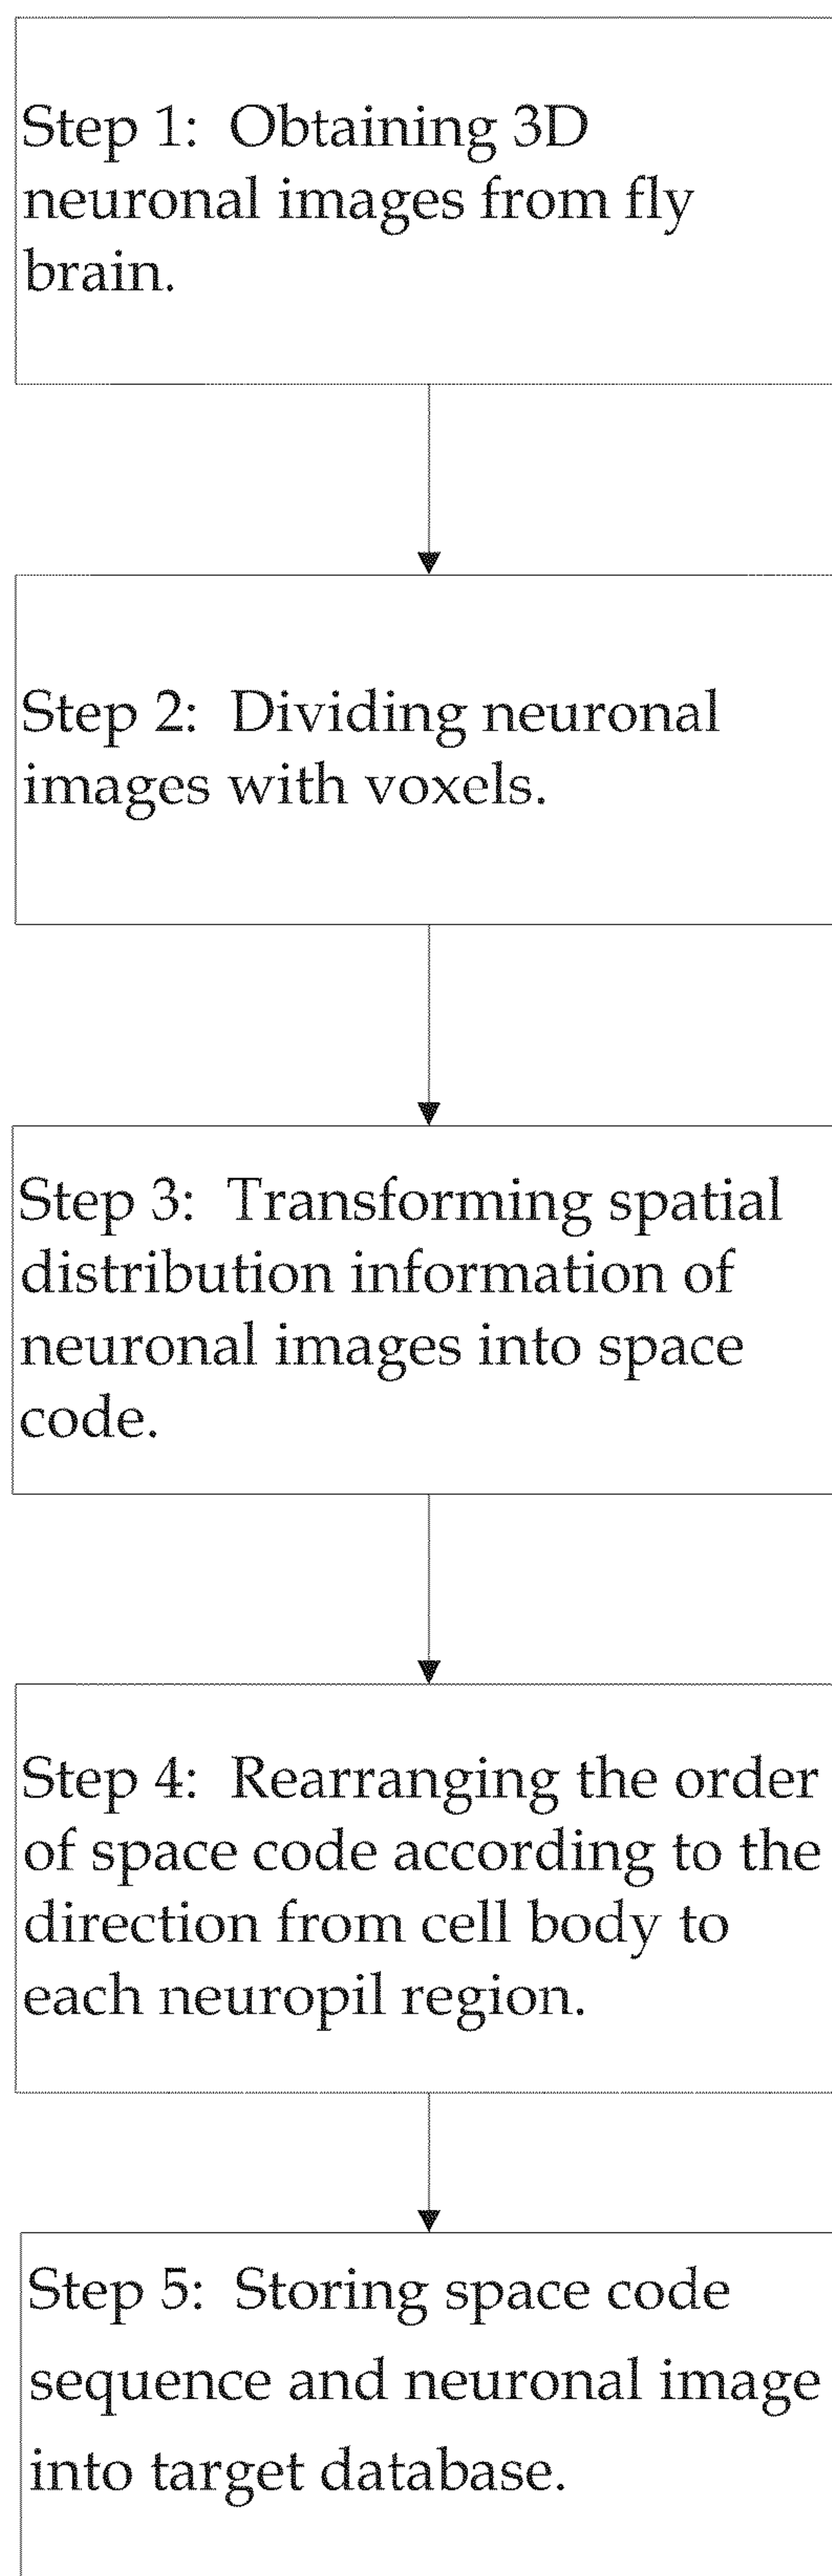 Step 1: Obtaining 3D
neuronal images from fly
brain.
Step 2: Dividing neuronal
images with voxels.
Step 3: Transforming spatial
distribution information of
neuronal images into space
code.
Step 4: Rearranging the order
of space code according to the
direction from cell body to
each neuropil region.
Step 5: Storing space code
sequence and neuronal image
into target database.